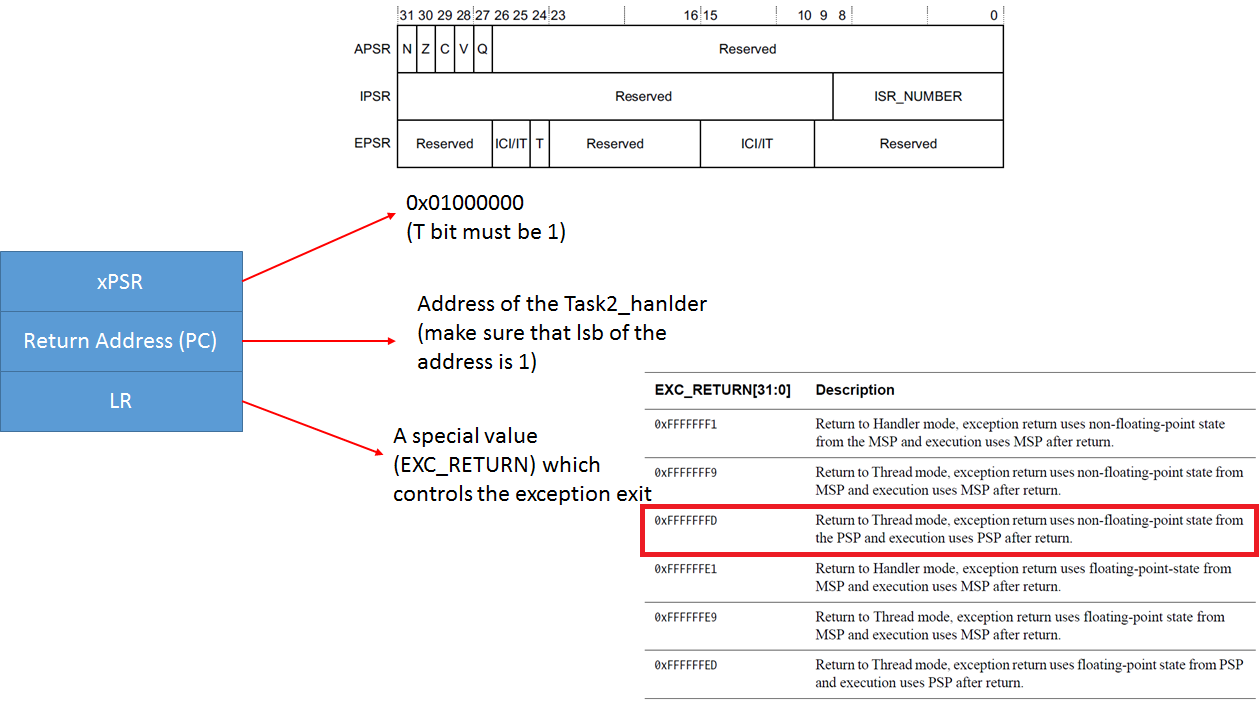 31 30 29 28 27 26 25 24 23 16 15 10 9 8 0
APSR N Z C V Q Reserved
IPSR Reserved ISR_NUMBER
EPSR Reserved ICI/IT T Reserved ICI/IT Reserved
0x01000000
(T bit must be 1)
xPSR
Return Address (PC)
LR
Address of the Task2_hanlder
(make sure that lsb of the
address is 1)
A special value
(EXC_RETURN) which
controls the exception exit
EXC_RETURN[31:0] Description
0xFFFFFFF1 Return to Handler mode, exception return uses non-floating-point state
from the MSP and execution uses MSP after return.
0xFFFFFFF9 Return to Thread mode, exception return uses non-floating-point state from
MSP and execution uses MSP after return.
0xFFFFFFFD Return to Thread mode, exception return uses non-floating-point state from
the PSP and execution uses PSP after return.
0xFFFFFFE1 Return to Handler mode, exception return uses floating-point-state from
MSP and execution uses MSP after return.
0xFFFFFFE9 Return to Thread mode, exception return uses floating-point state from
MSP and execution uses MSP after return.
0xFFFFFFED Return to Thread mode, exception return uses floating-point state from PSP
and execution uses PSP after return.